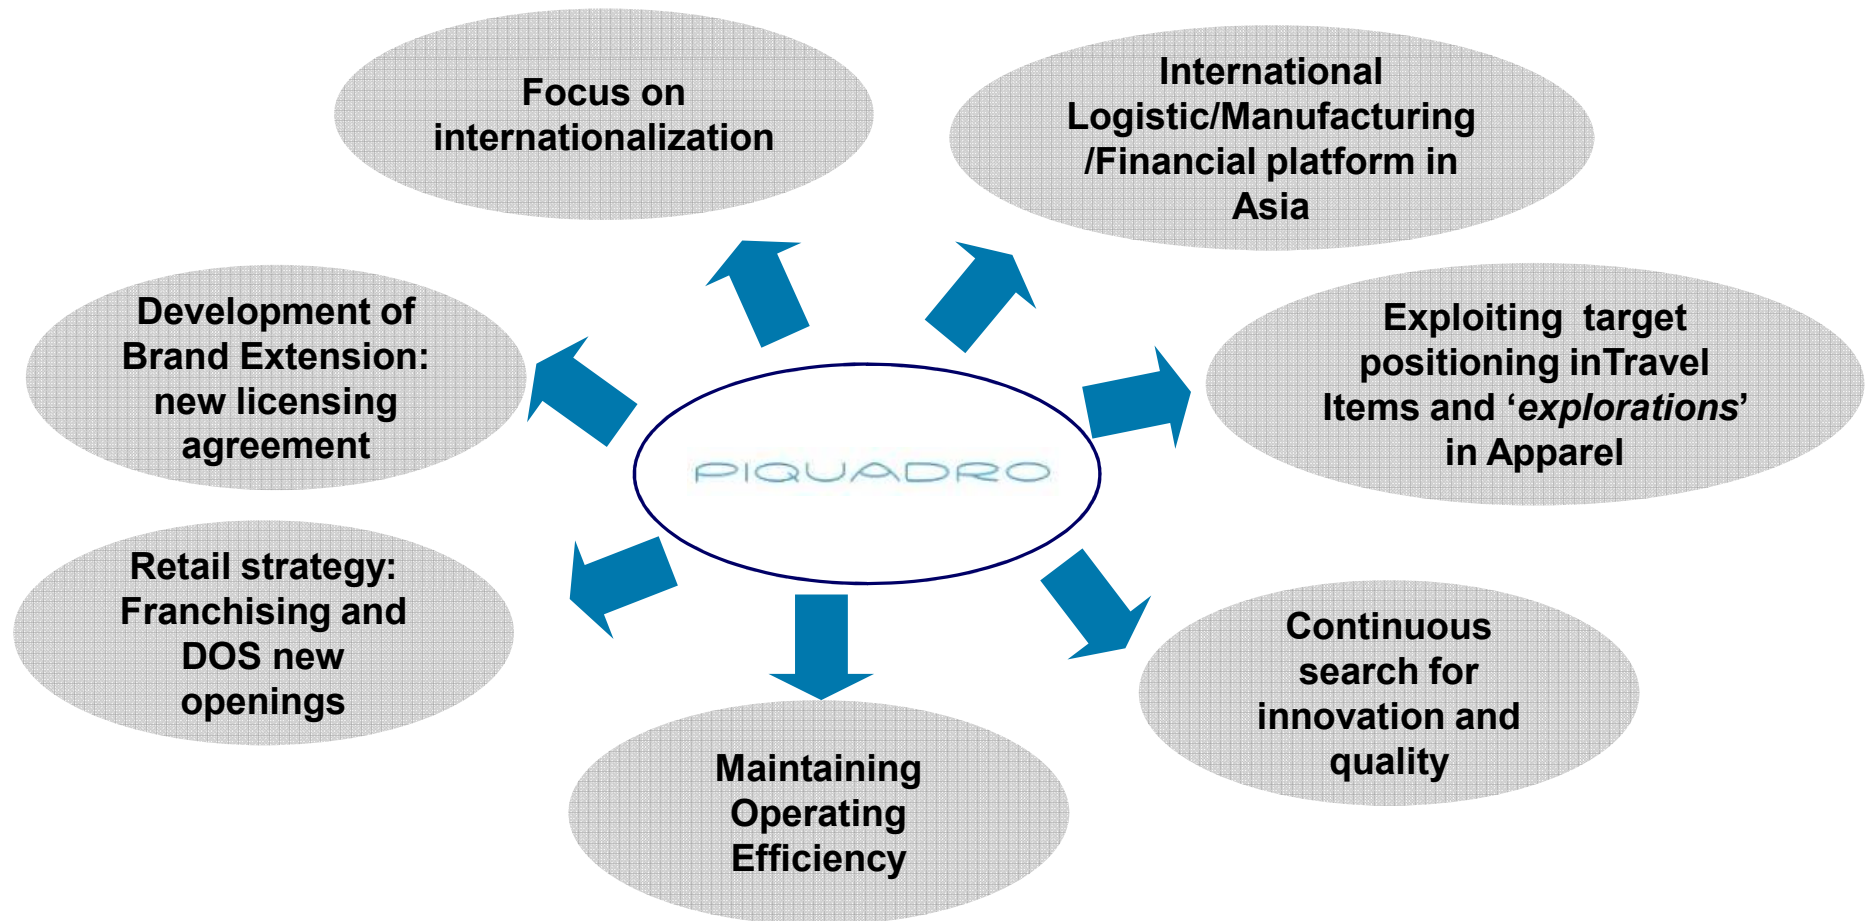 Focus on
internationalization
International
Logistic/Manufacturing
/Financial platform in
Asia
Development of
Brand Extension:
new licensing
agreement
Exploiting  target
positioning inTravel
Items and ‘explorations’
in Apparel
PIQUADRO
Retail strategy:
Franchising and
DOS new
openings
Continuous
search for
innovation and
quality
Maintaining
Operating
Efficiency